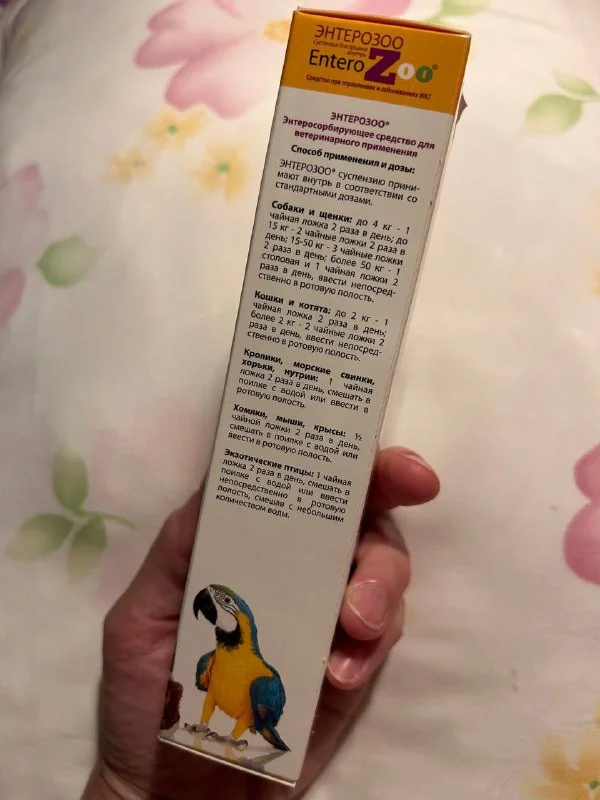 ЭНТЕРОЗОО
Суспензия для приема
внутрь
Entero Zoo®
Средство при отравлениях и заболеваниях ЖКТ
ЭНТЕРОЗОО®
Энтеросорбирующее средство для
ветеринарного применения
Способ применения и дозы:
ЭНТЕРОЗОО® суспензию прини-
мают внутрь в соответствии со
стандартными дозами.
Собаки и щенки: до 4 кг - 1
чайная ложка 2 раза в день; до
15 кг - 2 чайные ложки 2 раза в
день; 15-50 кг - 3 чайные ложки
2 раза в день; более 50 кг - 1
столовая и 1 чайная ложки 2
раза в день, ввести непосред-
ственно в ротовую полость.
Кошки и котята: до 2 кг - 1
чайная ложка 2 раза в день;
более 2 кг - 2 чайные ложки 2
раза в день, ввести непосред-
ственно в ротовую полость.
Кролики, морские свинки,
хорьки, нутрии: 1 чайная
ложка 2 раза в день, смешать в
поилке с водой или ввести в
ротовую полость.
Хомяки, мыши, крысы: ½
чайной ложки 2 раза в день,
смешать в поилке с водой или
ввести в ротовую полость.
Экзотические птицы: 1 чайная
ложка 2 раза в день, смешать в
поилке с водой или ввести
непосредственно в ротовую
полость, смешав с небольшим
количеством воды.